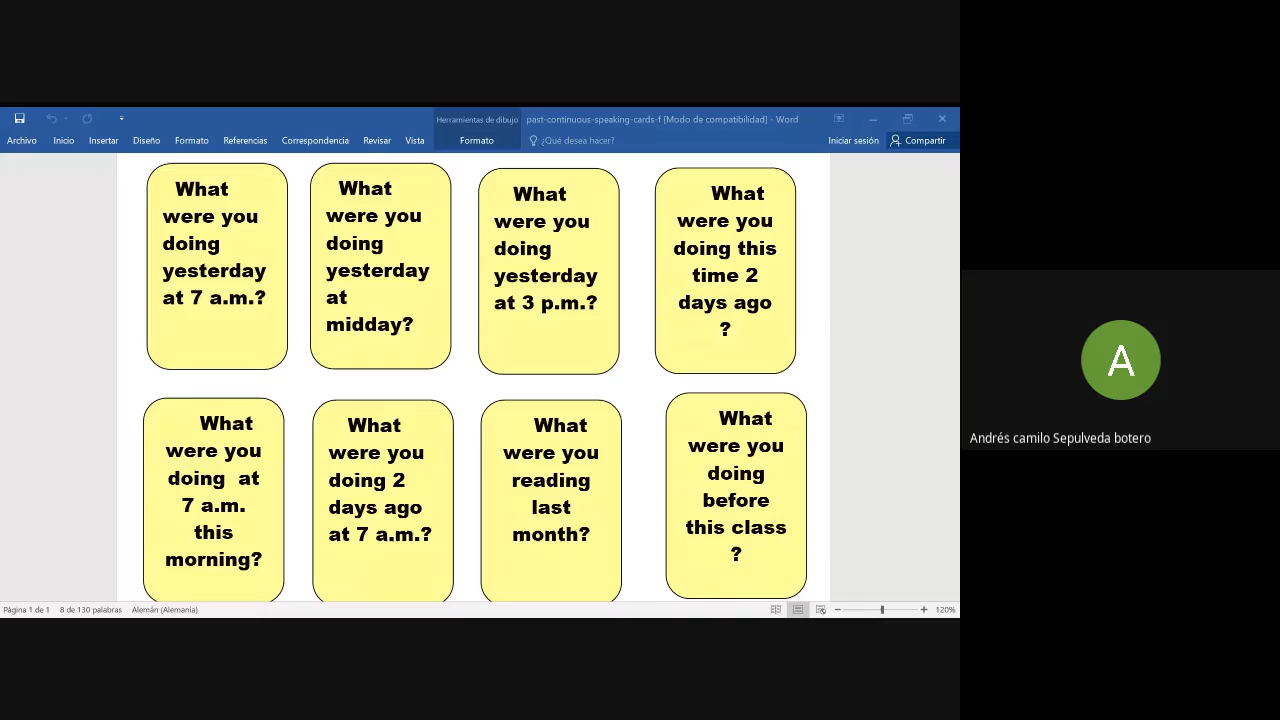 Herramientas de dibujo
past-continuous-speaking-cards-f [Modo de compatibilidad] - Word
Archivo Inicio Insertar Diseño Formato Referencias Correspondencia Revisar Vista Formato ¿Qué desea hacer? Iniciar sesión Compartir
What
were you
doing
yesterday
at 7 a.m.?
What
were you
doing
yesterday
at
midday?
What
were you
doing
yesterday
at 3 p.m.?
What
were you
doing this
time 2
days ago
?
What
were you
doing at
7 a.m.
this
morning?
What
were you
doing 2
days ago
at 7 a.m.?
What
were you
reading
last
month?
What
were you
doing
before
this class
?
Página 1 de 1 8 de 130 palabras Alemán (Alemania) 120%
A
Andrés camilo Sepulveda botero